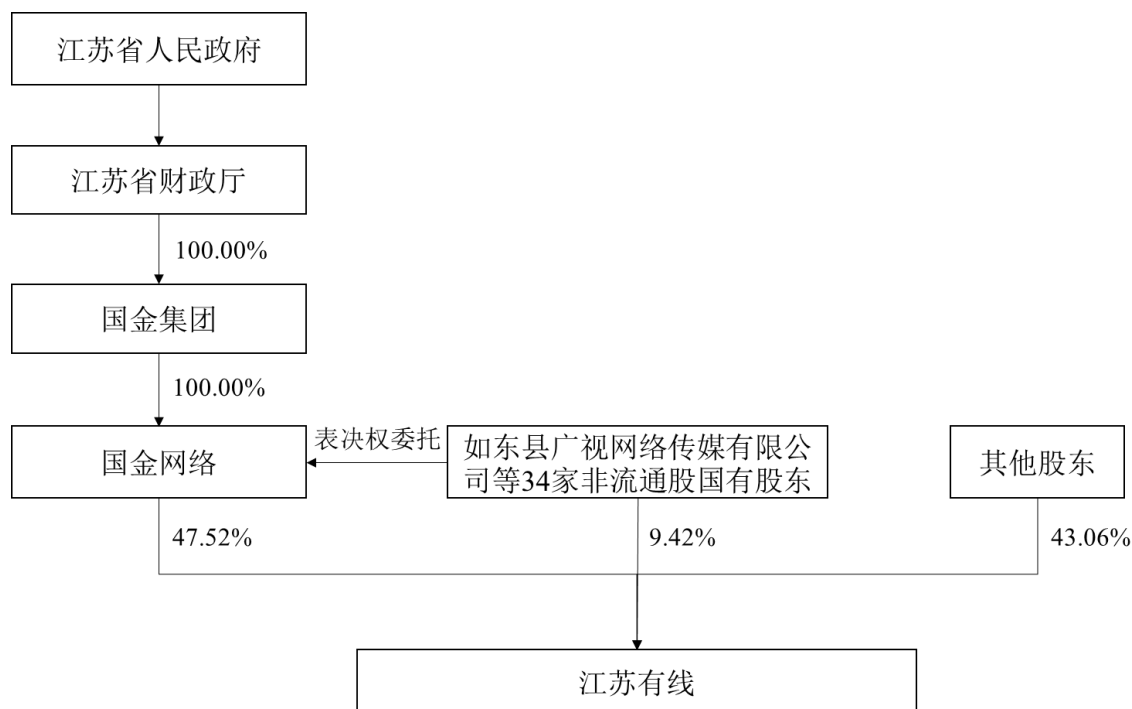 江苏省人民政府
江苏省财政厅
100.00%
国金集团
100.00%
国金网络
表决权委托
如东县广视网络传媒有限公
司等34家非流通股国有股东
其他股东
47.52%
9.42%
43.06%
江苏有线